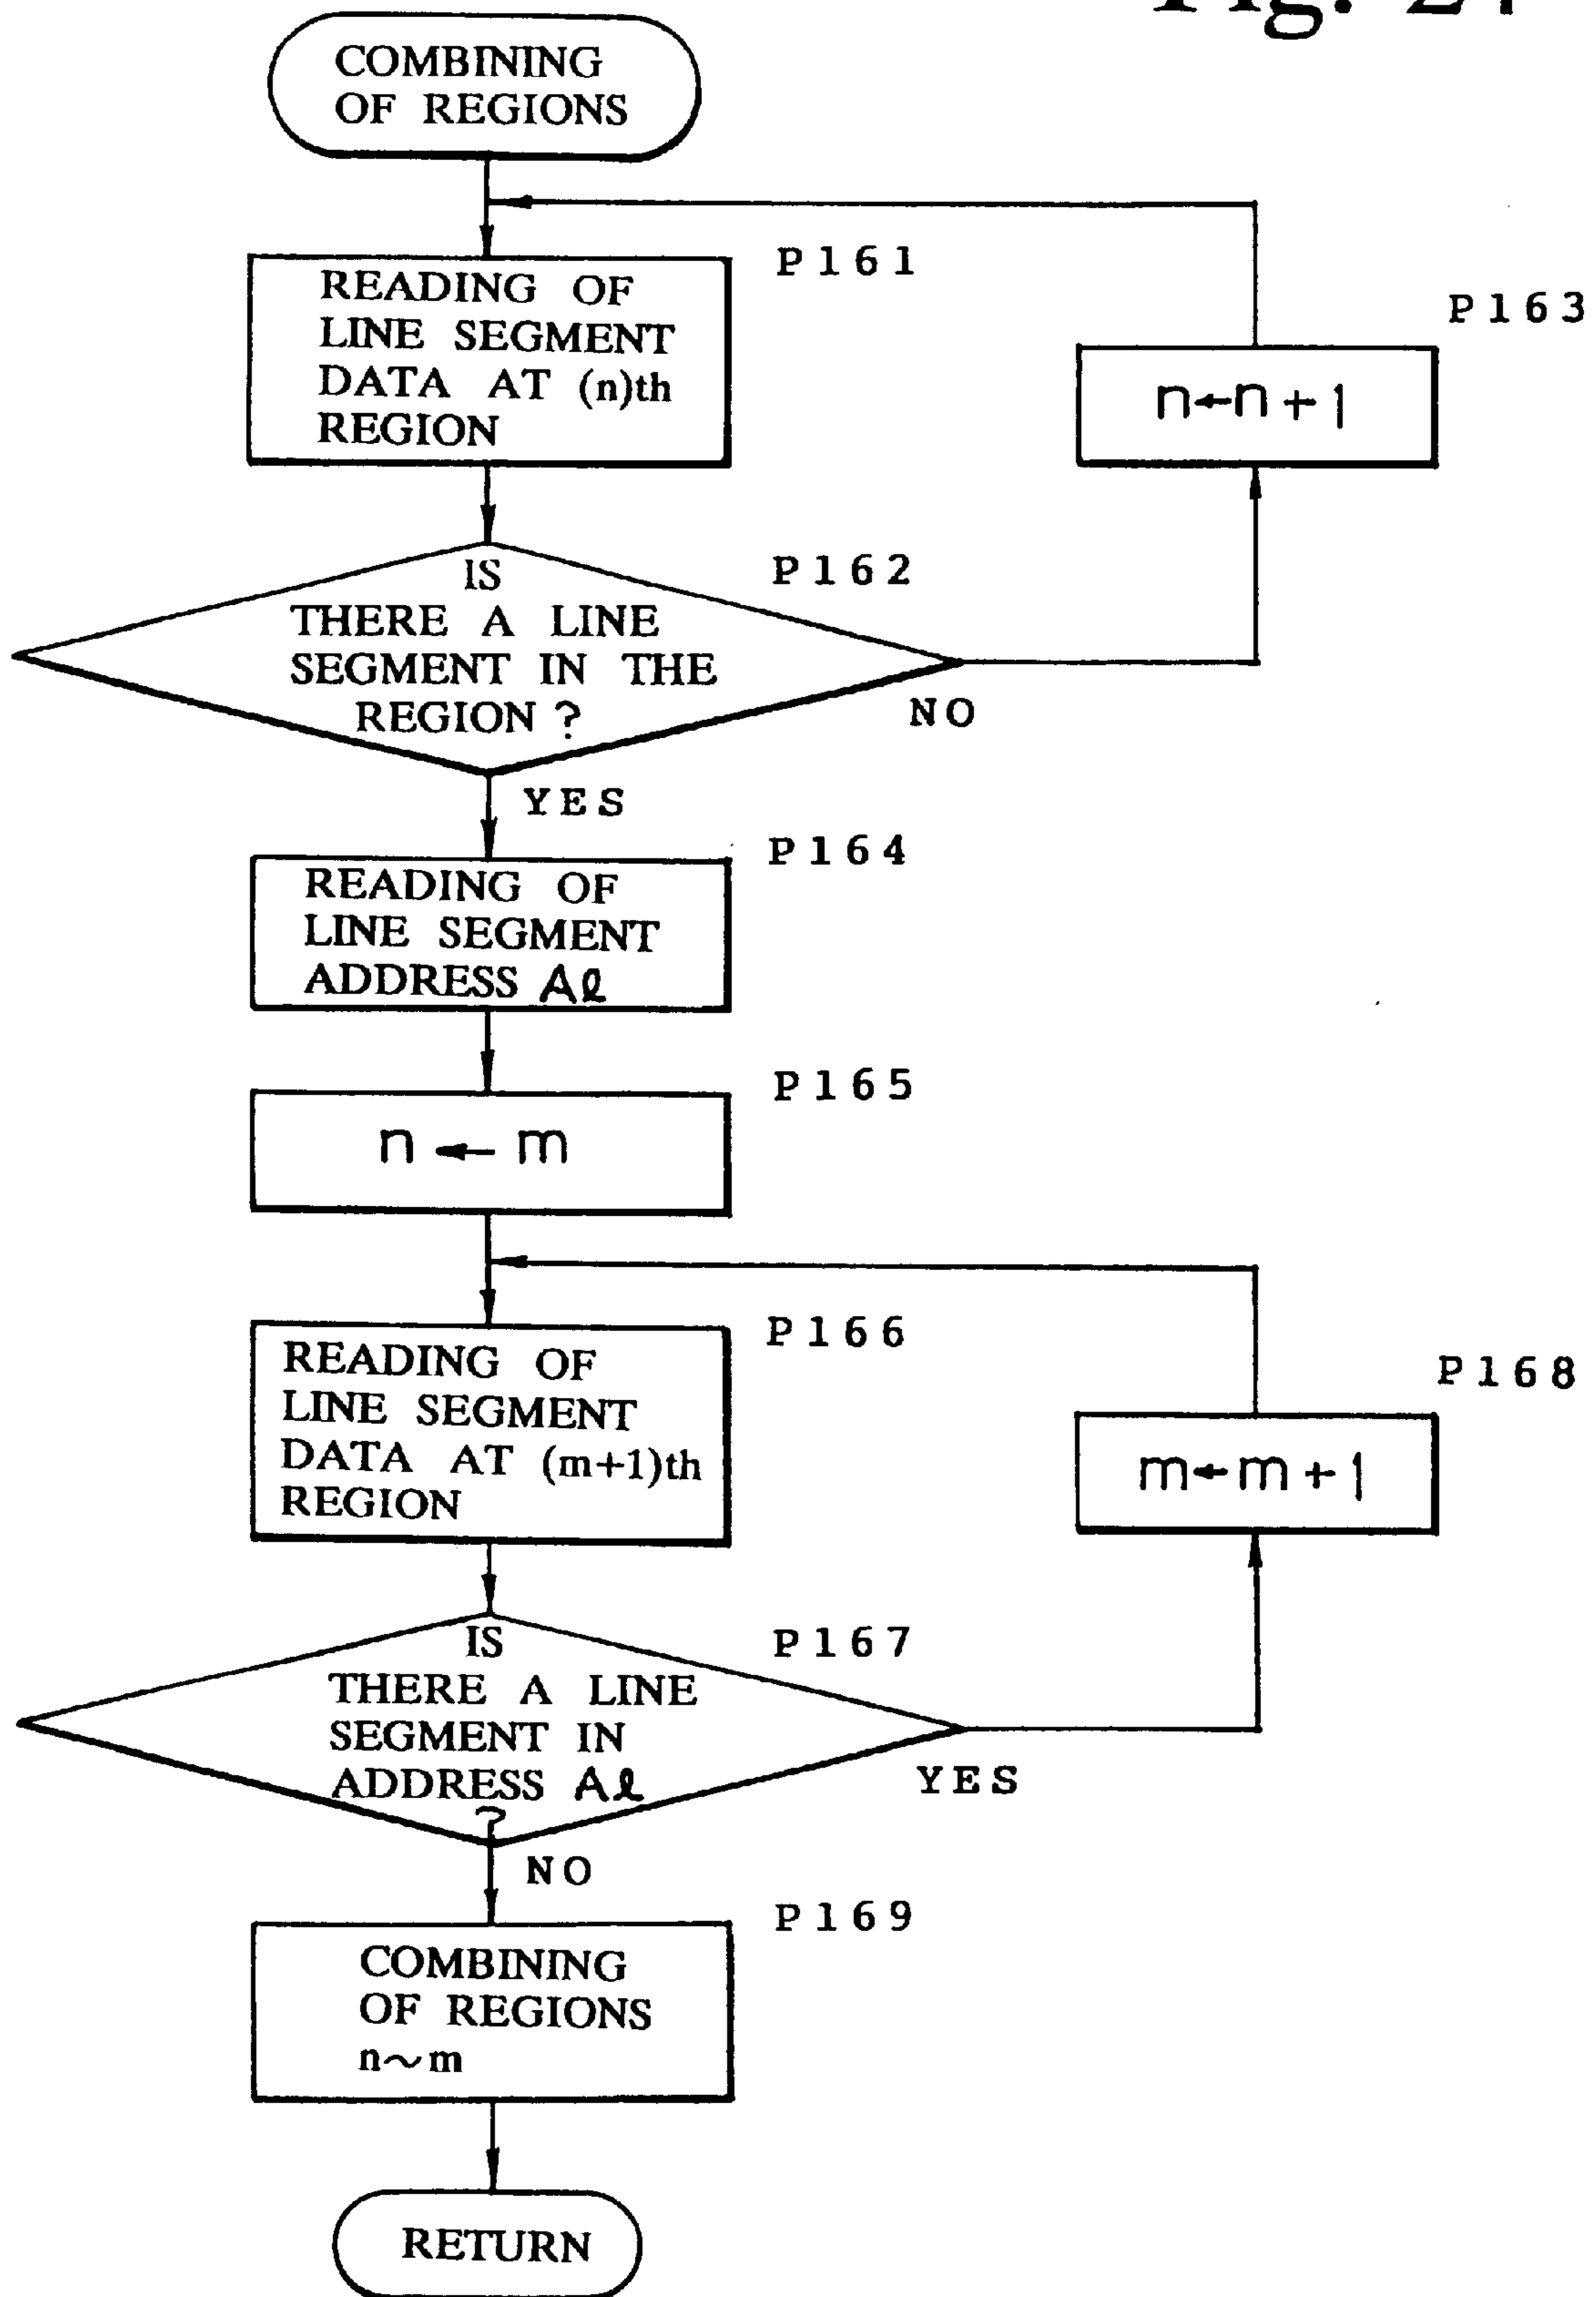 Fig. 2
COMBINING
OF REGIONS
P161
READING OF
LINE SEGMENT
DATA AT (n)th
REGION
P163
n←n+1
P162
IS
THERE A LINE
SEGMENT IN THE
REGION ?
NO
YES
P164
READING OF
LINE SEGMENT
ADDRESS Aℓ
P165
n ← m
P166
READING OF
LINE SEGMENT
DATA AT (m+1)th
REGION
P168
m←m+1
P167
IS
THERE A LINE
SEGMENT IN
ADDRESS Aℓ
?
YES
NO
P169
COMBINING
OF REGIONS
n~m
RETURN